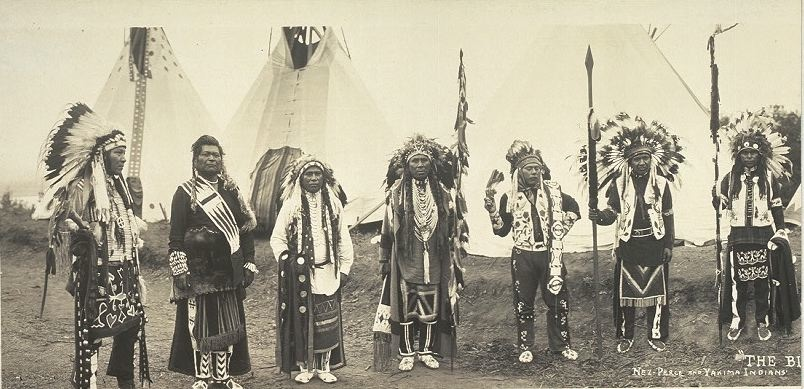 "THE BI
NEZ-PERCE AND YAKIMA INDIANS